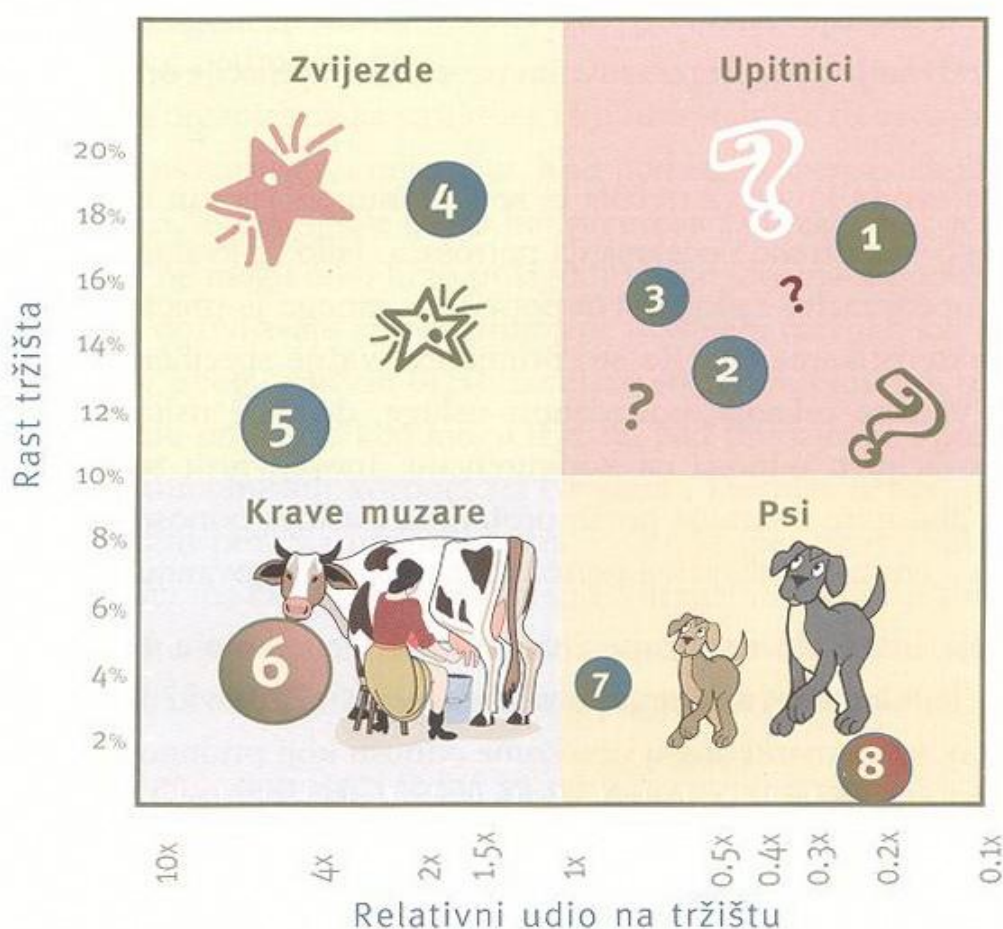 Zvijezde
Upitnici
20%
18%
16%
14%
12%
10%
8%
6%
4%
2%
Rast tržišta
4
1
3
2
5
?
?
?
?
Krave muzare
Psi
6
7
8
10x
4x
2x
1.5x
1x
0.5x
0.4x
0.3x
0.2x
0.1x
Relativni udio na tržištu